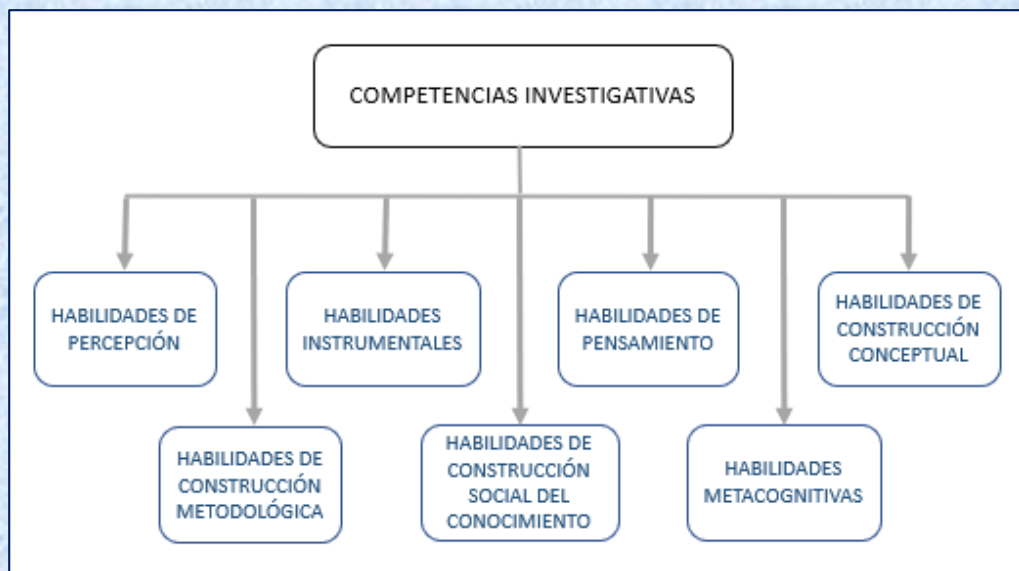 COMPETENCIAS INVESTIGATIVAS
HABILIDADES DE
PERCEPCIÓN
HABILIDADES
INSTRUMENTALES
HABILIDADES DE
PENSAMIENTO
HABILIDADES DE
CONSTRUCCIÓN
CONCEPTUAL
HABILIDADES DE
CONSTRUCCIÓN
METODOLÓGICA
HABILIDADES DE
CONSTRUCCIÓN
SOCIAL DEL
CONOCIMIENTO
HABILIDADES
METACOGNITIVAS